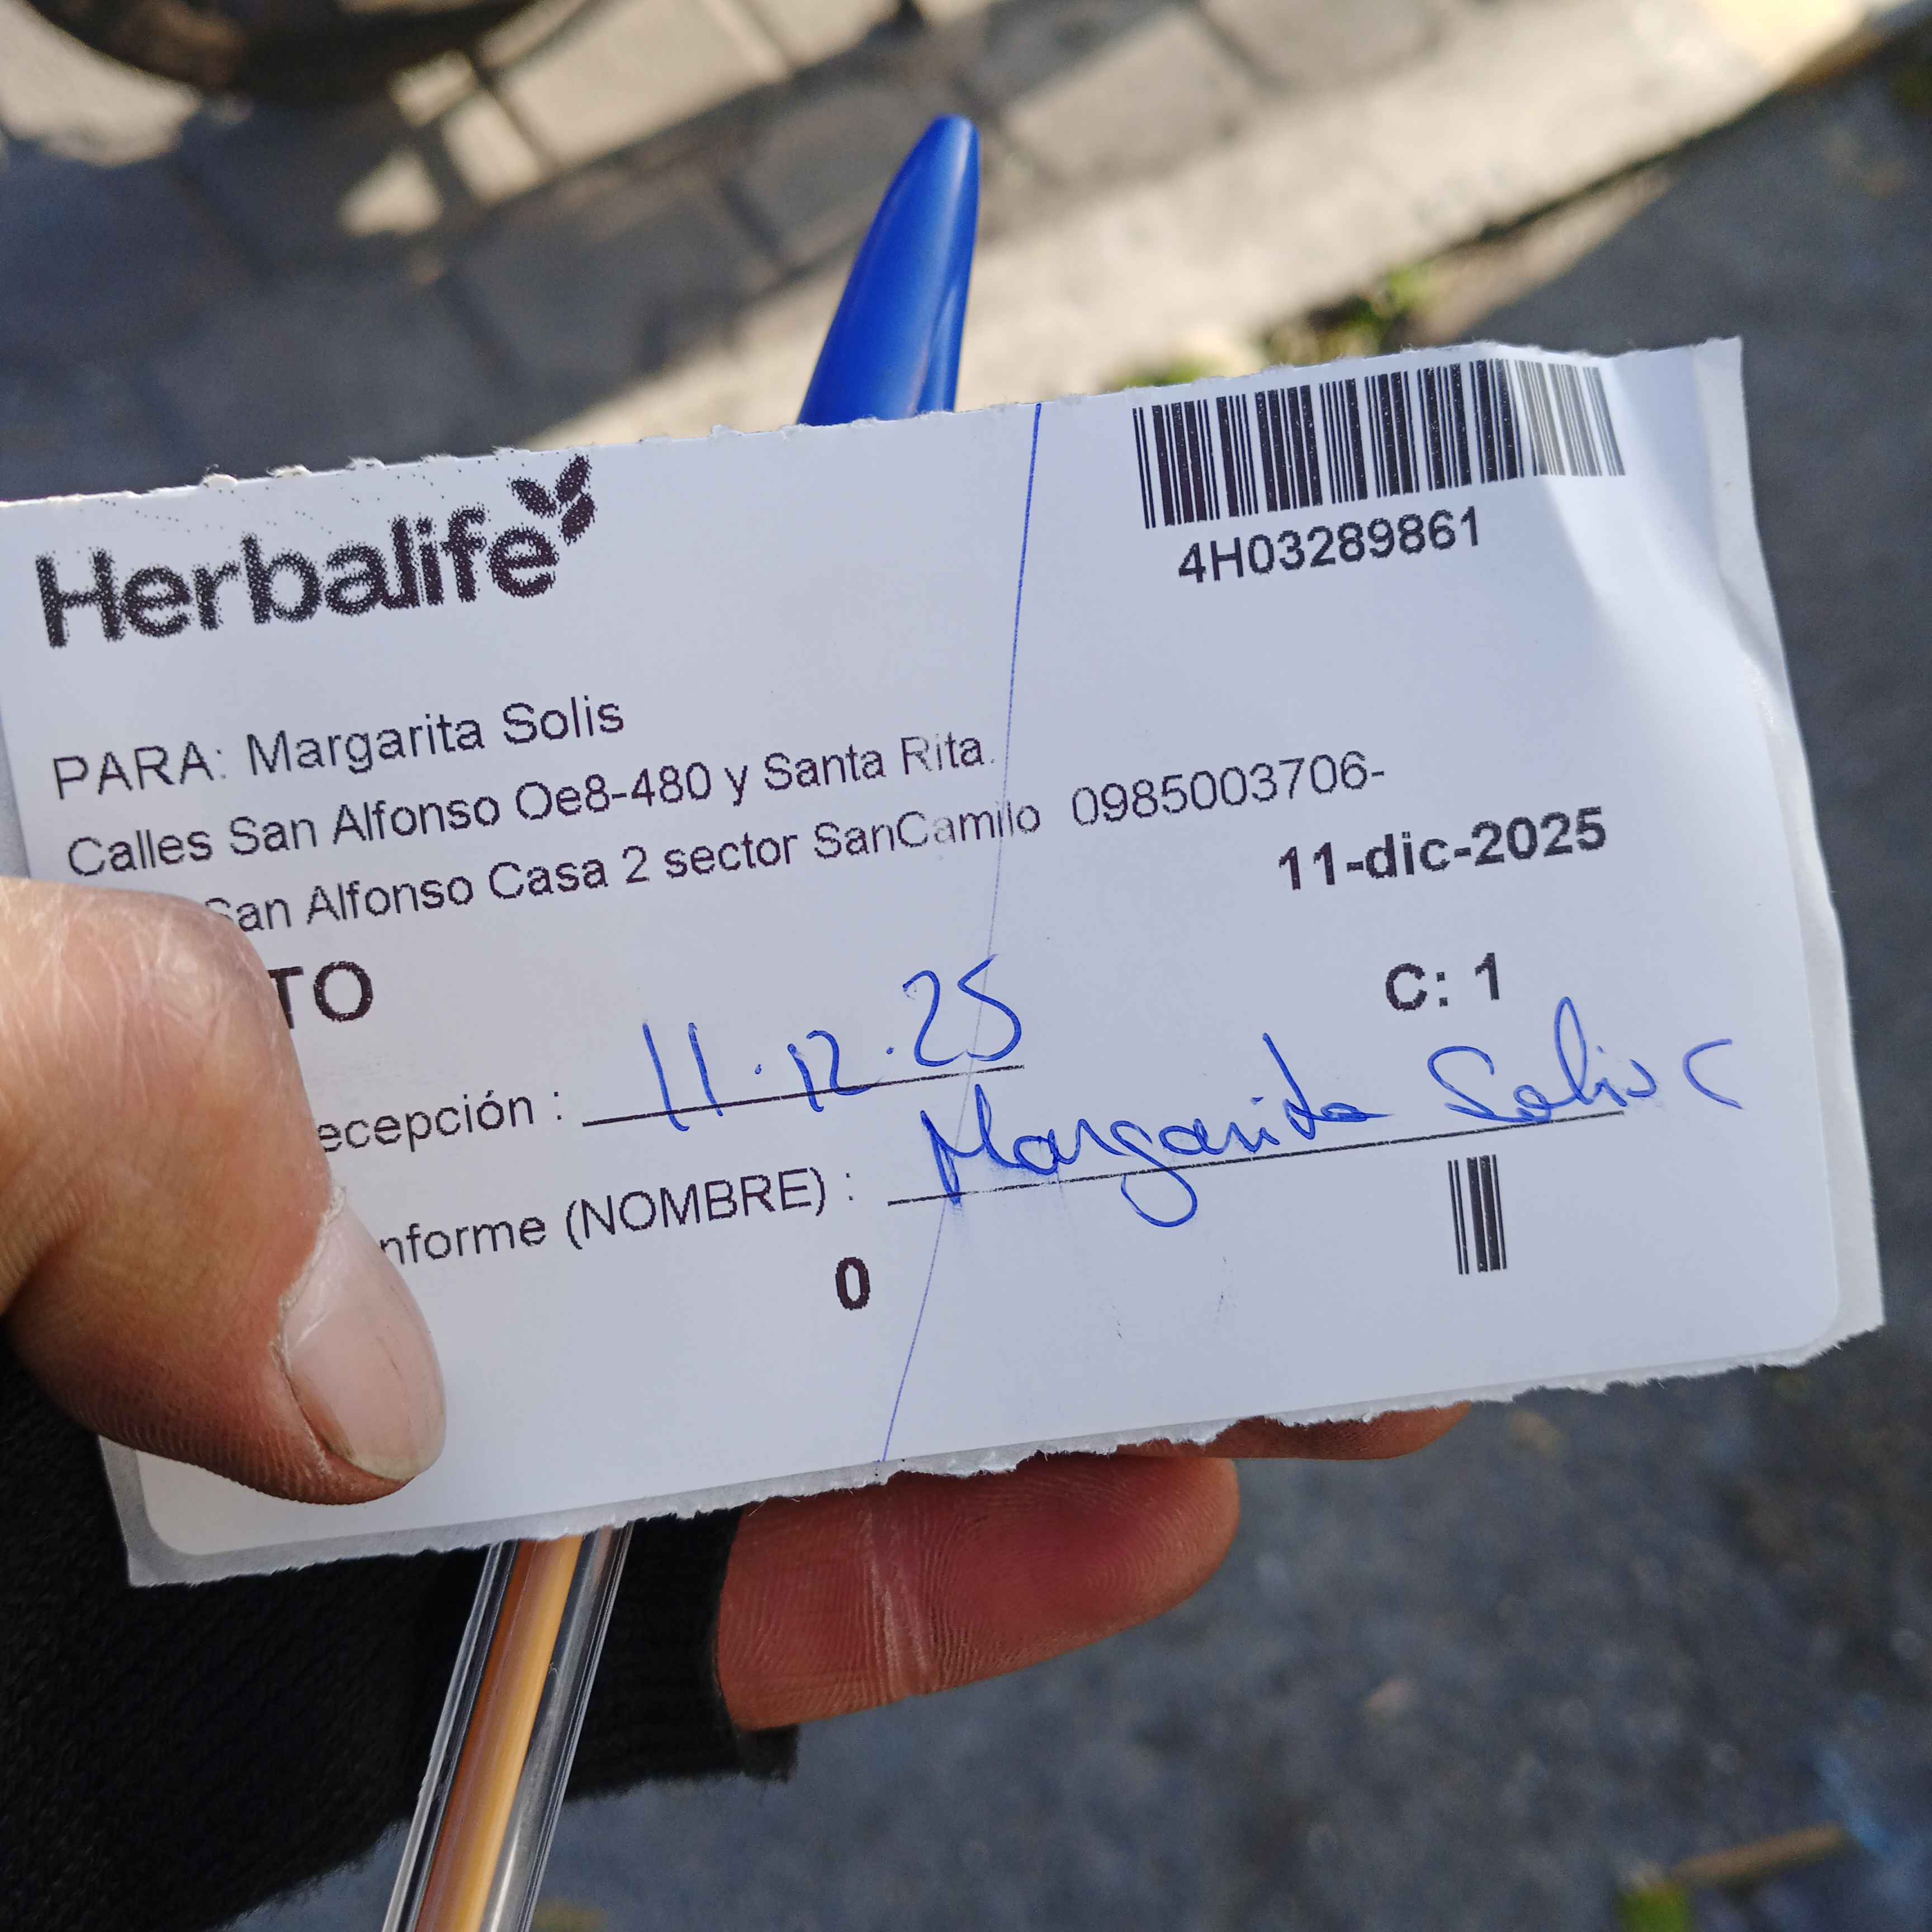 Herbalife
4H03289861
PARA: Margarita Solis
Calles San Alfonso Oe8-480 y Santa Rita.
San Alfonso Casa 2 sector SanCamilo 0985003706-
11-dic-2025
TO
C: 1
ecepción : 11.12.25
nforme (NOMBRE) : Margarita Solis C
0